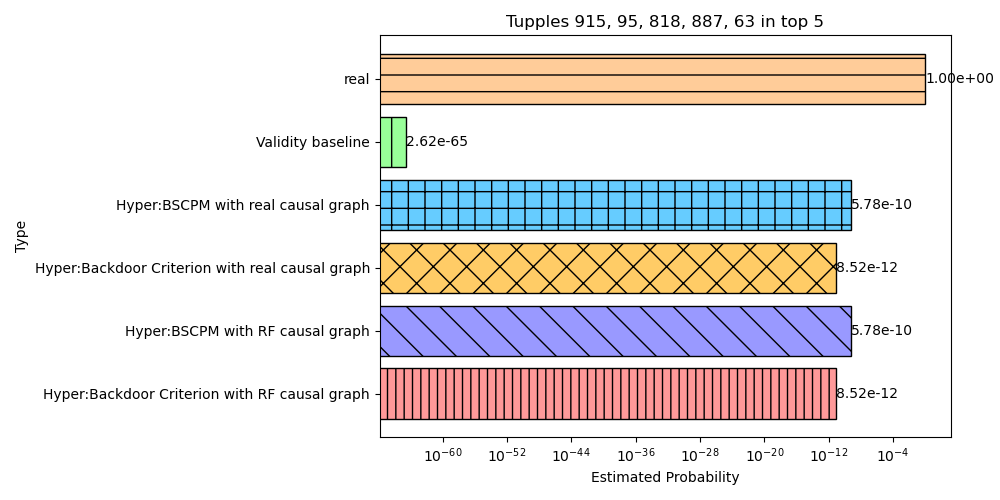 Tupples 915, 95, 818, 887, 63 in top 5
real
1.00e+00
Validity baseline
2.62e-65
Hyper:BSCPM with real causal graph
5.78e-10
Hyper:Backdoor Criterion with real causal graph
8.52e-12
Hyper:BSCPM with RF causal graph
5.78e-10
Hyper:Backdoor Criterion with RF causal graph
8.52e-12
Type
10⁻⁶⁰ 10⁻⁵² 10⁻⁴⁴ 10⁻³⁶ 10⁻²⁸ 10⁻²⁰ 10⁻¹² 10⁻⁴
Estimated Probability